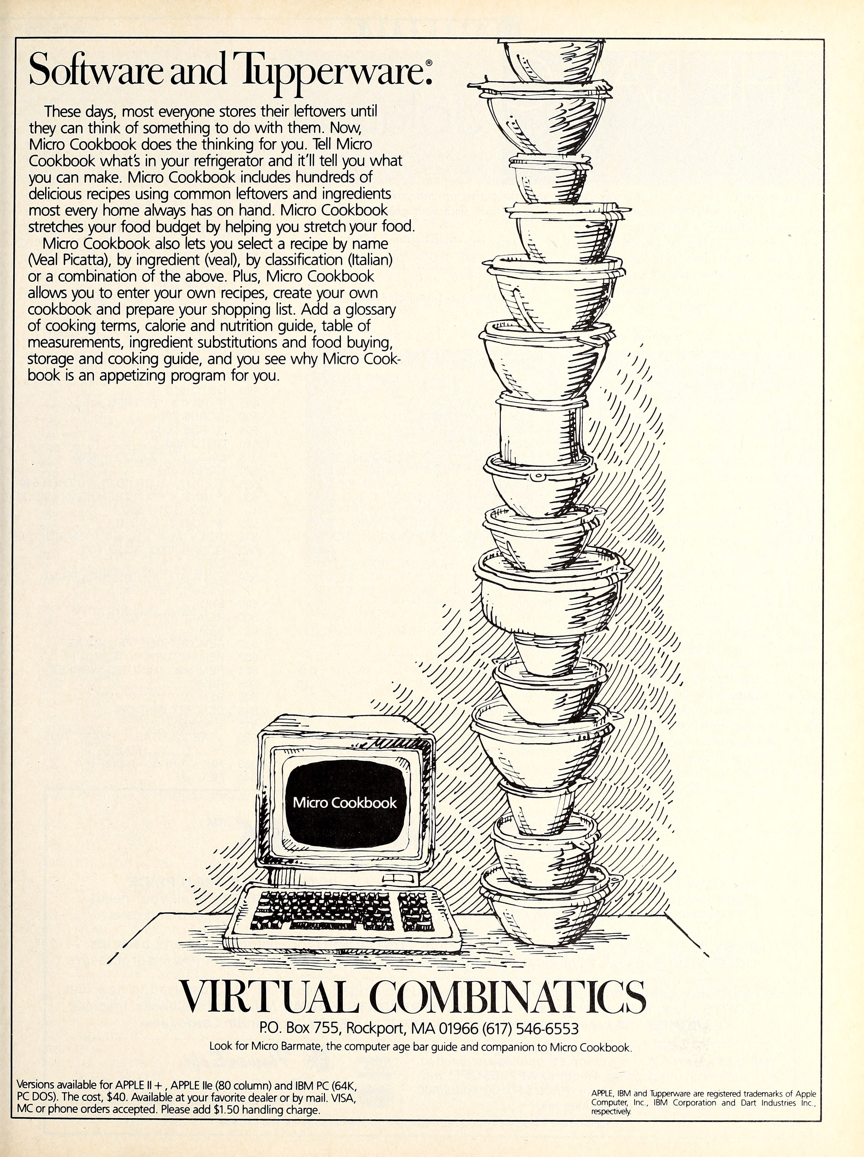 Software and Tupperware.®
These days, most everyone stores their leftovers until
they can think of something to do with them. Now,
Micro Cookbook does the thinking for you. Tell Micro
Cookbook what's in your refrigerator and it'll tell you what
you can make. Micro Cookbook includes hundreds of
delicious recipes using common leftovers and ingredients
most every home always has on hand. Micro Cookbook
stretches your food budget by helping you stretch your food.
Micro Cookbook also lets you select a recipe by name
(Veal Picatta), by ingredient (veal), by classification (Italian)
or a combination of the above. Plus, Micro Cookbook
allows you to enter your own recipes, create your own
cookbook and prepare your shopping list. Add a glossary
of cooking terms, calorie and nutrition guide, table of
measurements, ingredient substitutions and food buying,
storage and cooking guide, and you see why Micro Cook-
book is an appetizing program for you.
Micro Cookbook
VIRTUAL COMBINATICS
P.O. Box 755, Rockport, MA 01966 (617) 546-6553
Look for Micro Barmate, the computer age bar guide and companion to Micro Cookbook.
Versions available for APPLE II +, APPLE IIe (80 column) and IBM PC (64K,
PC DOS). The cost, $40. Available at your favorite dealer or by mail. VISA,
MC or phone orders accepted. Please add $1.50 handling charge.
APPLE, IBM and Tupperware are registered trademarks of Apple
Computer, Inc., IBM Corporation and Dart Industries Inc.,
respectively.